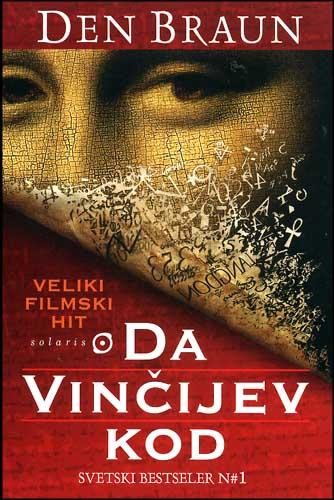 DEN BRAUN
VELIKI
FILMSKI
HIT
solaris
DA
VINČIJEV
KOD
SVETSKI BESTSELER N#1